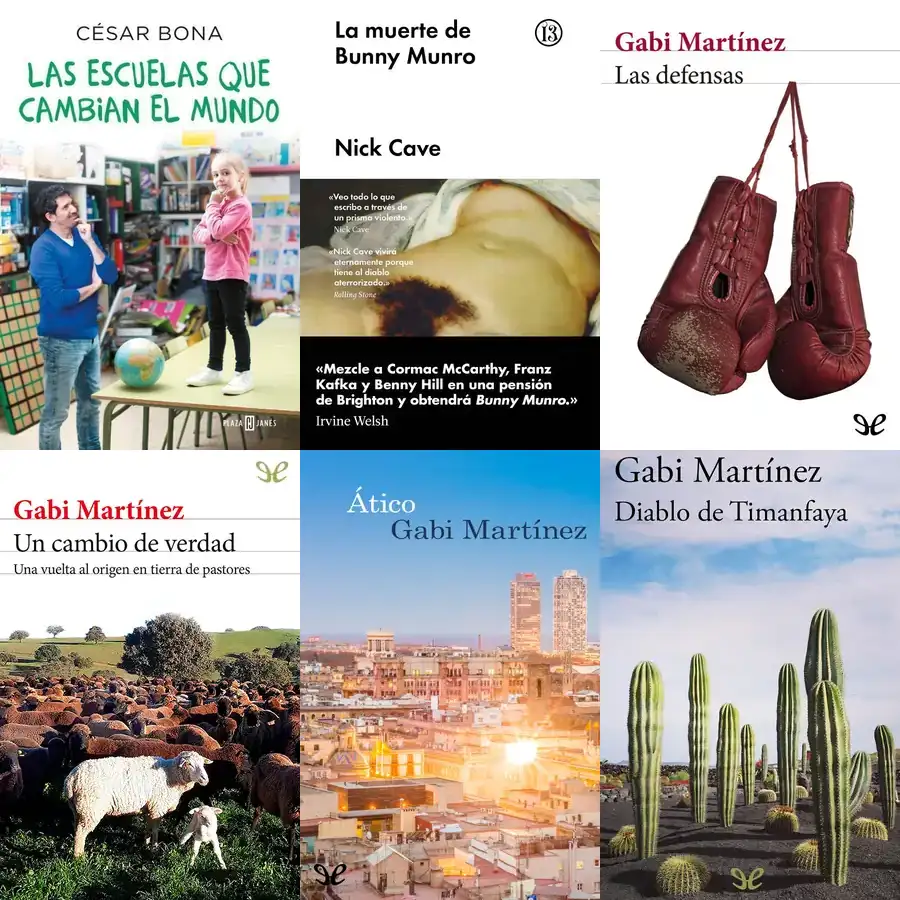 CÉSAR BONA
LAS ESCUELAS QUE
CAMBIAN EL MUNDO
PLAZA JANÉS
La muerte de
Bunny Munro
13
Nick Cave
«Veo todo lo que
escribo a través de
un prisma violento.»
Nick Cave
«Nick Cave vivirá
eternamente porque
tiene al diablo
aterrorizado.»
Rolling Stone
«Mezcle a Cormac McCarthy, Franz
Kafka y Benny Hill en una pensión
de Brighton y obtendrá Bunny Munro.»
Irvine Welsh
Gabi Martínez
Las defensas
Gabi Martínez
Un cambio de verdad
Una vuelta al origen en tierra de pastores
Ático
Gabi Martínez
Gabi Martínez
Diablo de Timanfaya